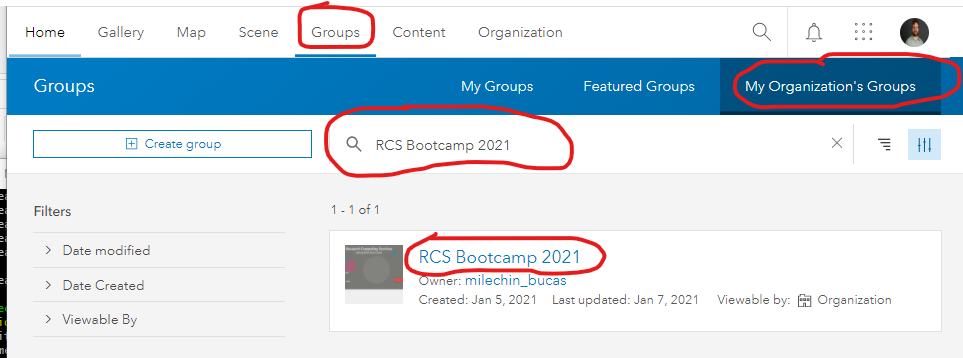 Home Gallery Map Scene Groups Content Organization
Groups My Groups Featured Groups My Organization's Groups
Create group RCS Bootcamp 2021
Filters
1 - 1 of 1
Date modified
Date Created
Viewable By
RCS Bootcamp 2021
Owner: milechin_bucas
Created: Jan 5, 2021 Last updated: Jan 7, 2021 Viewable by: Organization